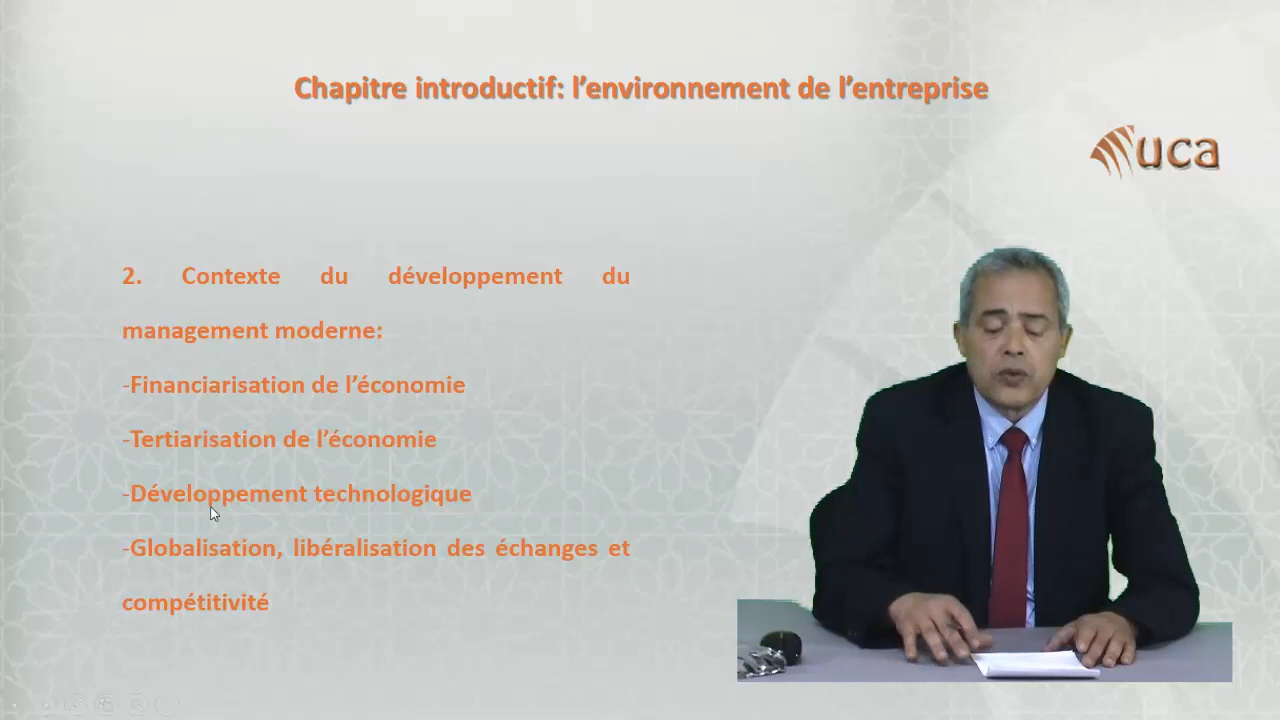 Chapitre introductif: l’environnement de l’entreprise
uca
2. Contexte du développement du
management moderne:
-Financiarisation de l’économie
-Tertiarisation de l’économie
-Développement technologique
-Globalisation, libéralisation des échanges et
compétitivité